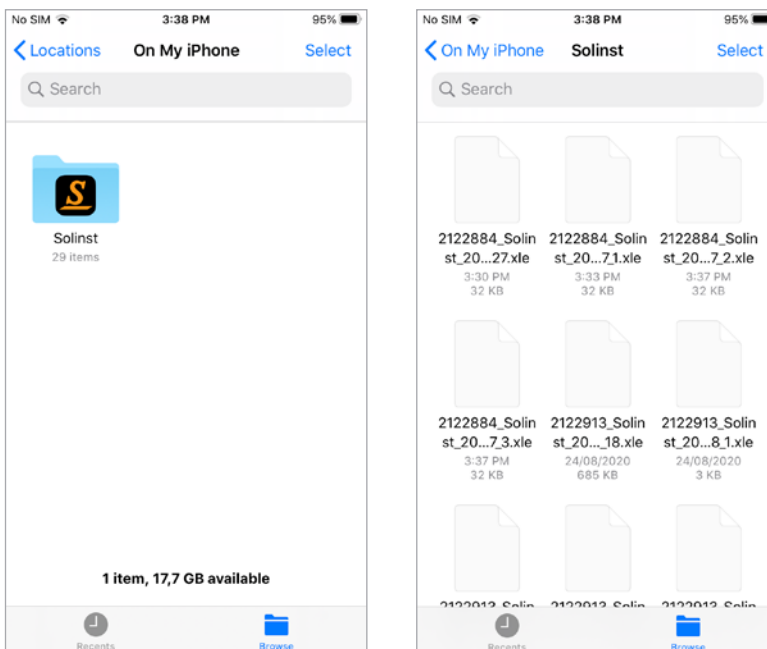 No SIM 3:38 PM 95%
Locations On My iPhone Select
Search
S
Solinst
29 items
1 item, 17,7 GB available
Recents Browse
No SIM 3:38 PM 95%
On My iPhone Solinst Select
Search
2122884_Solin 2122884_Solin 2122884_Solin
st_20...27.xle st_20...7_1.xle st_20...7_2.xle
3:30 PM 3:33 PM 3:37 PM
32 KB 32 KB 32 KB
2122884_Solin 2122913_Solin 2122913_Solin
st_20...7_3.xle st_20..._18.xle st_20...8_1.xle
3:37 PM 24/08/2020 24/08/2020
32 KB 685 KB 3 KB
2122913_Solin 2122913_Solin 2122913_Solin
Recents Browse